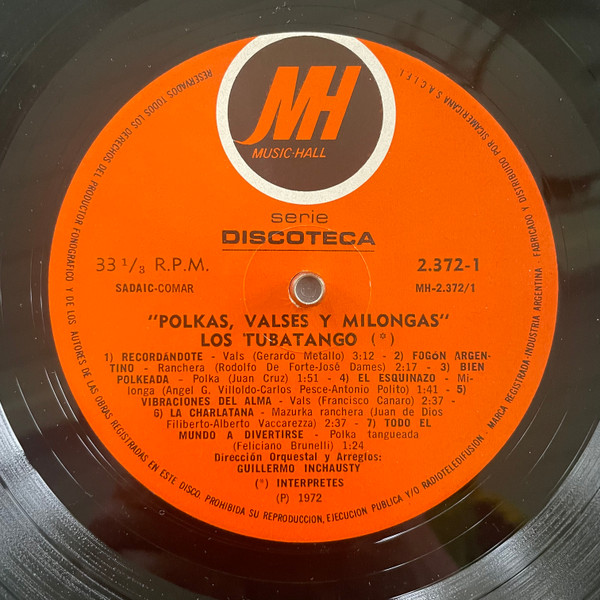 MH
MUSIC-HALL
serie
DISCOTECA
33 1/3 R.P.M.
2.372-1
SADAIC-COMAR
MH-2.372/1
"POLKAS, VALSES Y MILONGAS"
LOS TUBATANGO (*)
1) RECORDÁNDOTE - Vals (Gerardo Metallo) 3:12 - 2) FOGÓN ARGEN-
TINO - Ranchera (Rodolfo De Forte-José Dames) 2:17 - 3) BIEN
POLKEADA - Polka (Juan Cruz) 1:51 - 4) EL ESQUINAZO - Mi-
longa (Angel G. Villoldo-Carlos Pesce-Antonio Polito) 1:41 - 5)
VIBRACIONES DEL ALMA - Vals (Francisco Canaro) 2:37 -
6) LA CHARLATANA - Mazurka ranchera (Juan de Dios
Filiberto-Alberto Vaccarezza) 2:37 - 7) TODO EL
MUNDO A DIVERTIRSE - Polka tangueada
(Feliciano Brunelli) 1:24
Dirección Orquestal y Arreglos:
GUILLERMO INCHAUSTY
(*) INTERPRETES
(P) 1972
RESERVADOS TODOS LOS DERECHOS DEL PRODUCTOR FONOGRAFICO Y DE LOS AUTORES DE LAS OBRAS REGISTRADAS EN ESTE DISCO. PROHIBIDA SU REPRODUCCION, EJECUCION PUBLICA Y/O RADIOTELEDIFUSION. - MARCA REGISTRADA-INDUSTRIA ARGENTINA - FABRICADO Y DISTRIBUIDO POR SICAMERICANA S.A.C.I.F.I.